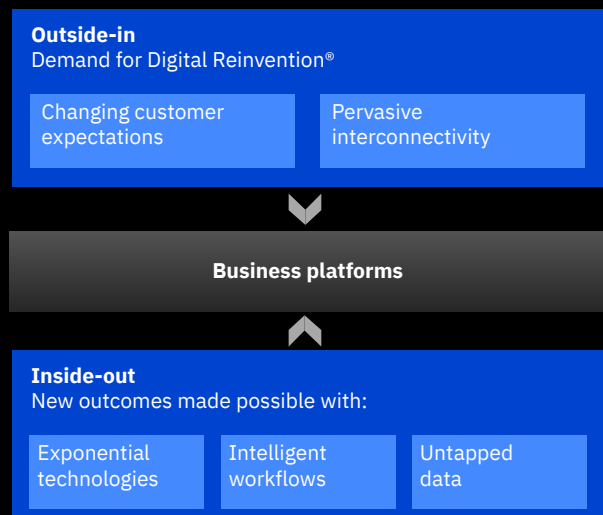 Outside-in
Demand for Digital Reinvention®
Changing customer
expectations
Pervasive
interconnectivity
Business platforms
Inside-out
New outcomes made possible with:
Exponential
technologies
Intelligent
workflows
Untapped
data